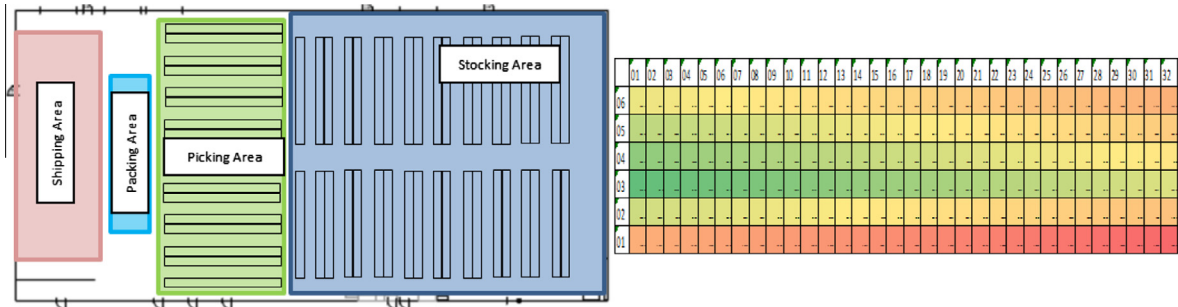 Shipping Area
Packing Area
Picking Area
Stocking Area
01 02 03 04 05 06 07 08 09 10 11 12 13 14 15 16 17 18 19 20 21 22 23 24 25 26 27 28 29 30 31 32
06
05
04
03
02
01